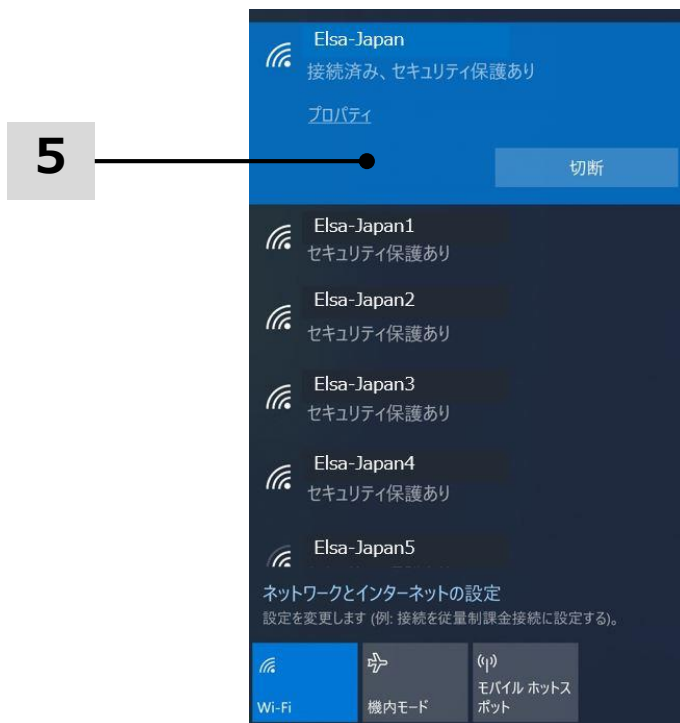 Elsa-Japan
接続済み、セキュリティ保護あり
プロパティ
5
切断
Elsa-Japan1
セキュリティ保護あり
Elsa-Japan2
セキュリティ保護あり
Elsa-Japan3
セキュリティ保護あり
Elsa-Japan4
セキュリティ保護あり
Elsa-Japan5
ネットワークとインターネットの設定
設定を変更します (例: 接続を従量制課金接続に設定する)。
Wi-Fi
機内モード
モバイル ホットス
ポット